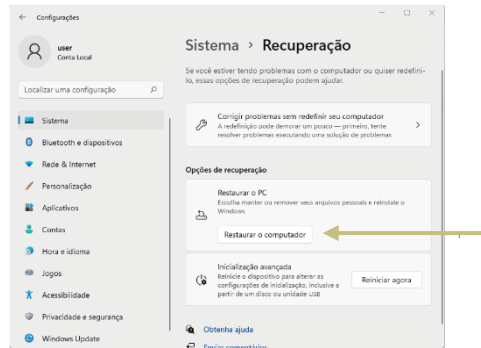 Configurações
user
Conta Local
Localizar uma configuração
Sistema
Bluetooth e dispositivos
Rede & Internet
Personalização
Aplicativos
Contas
Hora e idioma
Jogos
Acessibilidade
Privacidade e segurança
Windows Update
Sistema > Recuperação
Se você estiver tendo problemas com o computador ou quiser redefini-
lo, essas opções de recuperação podem ajudar.
Corrigir problemas sem redefinir seu computador
A redefinição pode demorar um pouco — primeiro, tente
resolver problemas executando uma solução de problemas
Opções de recuperação
Restaurar o PC
Escolha manter ou remover seus arquivos pessoais e reinstale o
Windows
Restaurar o computador
Inicialização avançada
Reinicie o dispositivo para alterar as
configurações de inicialização, inclusive a
partir de um disco ou unidade USB
Reiniciar agora
Obtenha ajuda
Enviar comentários